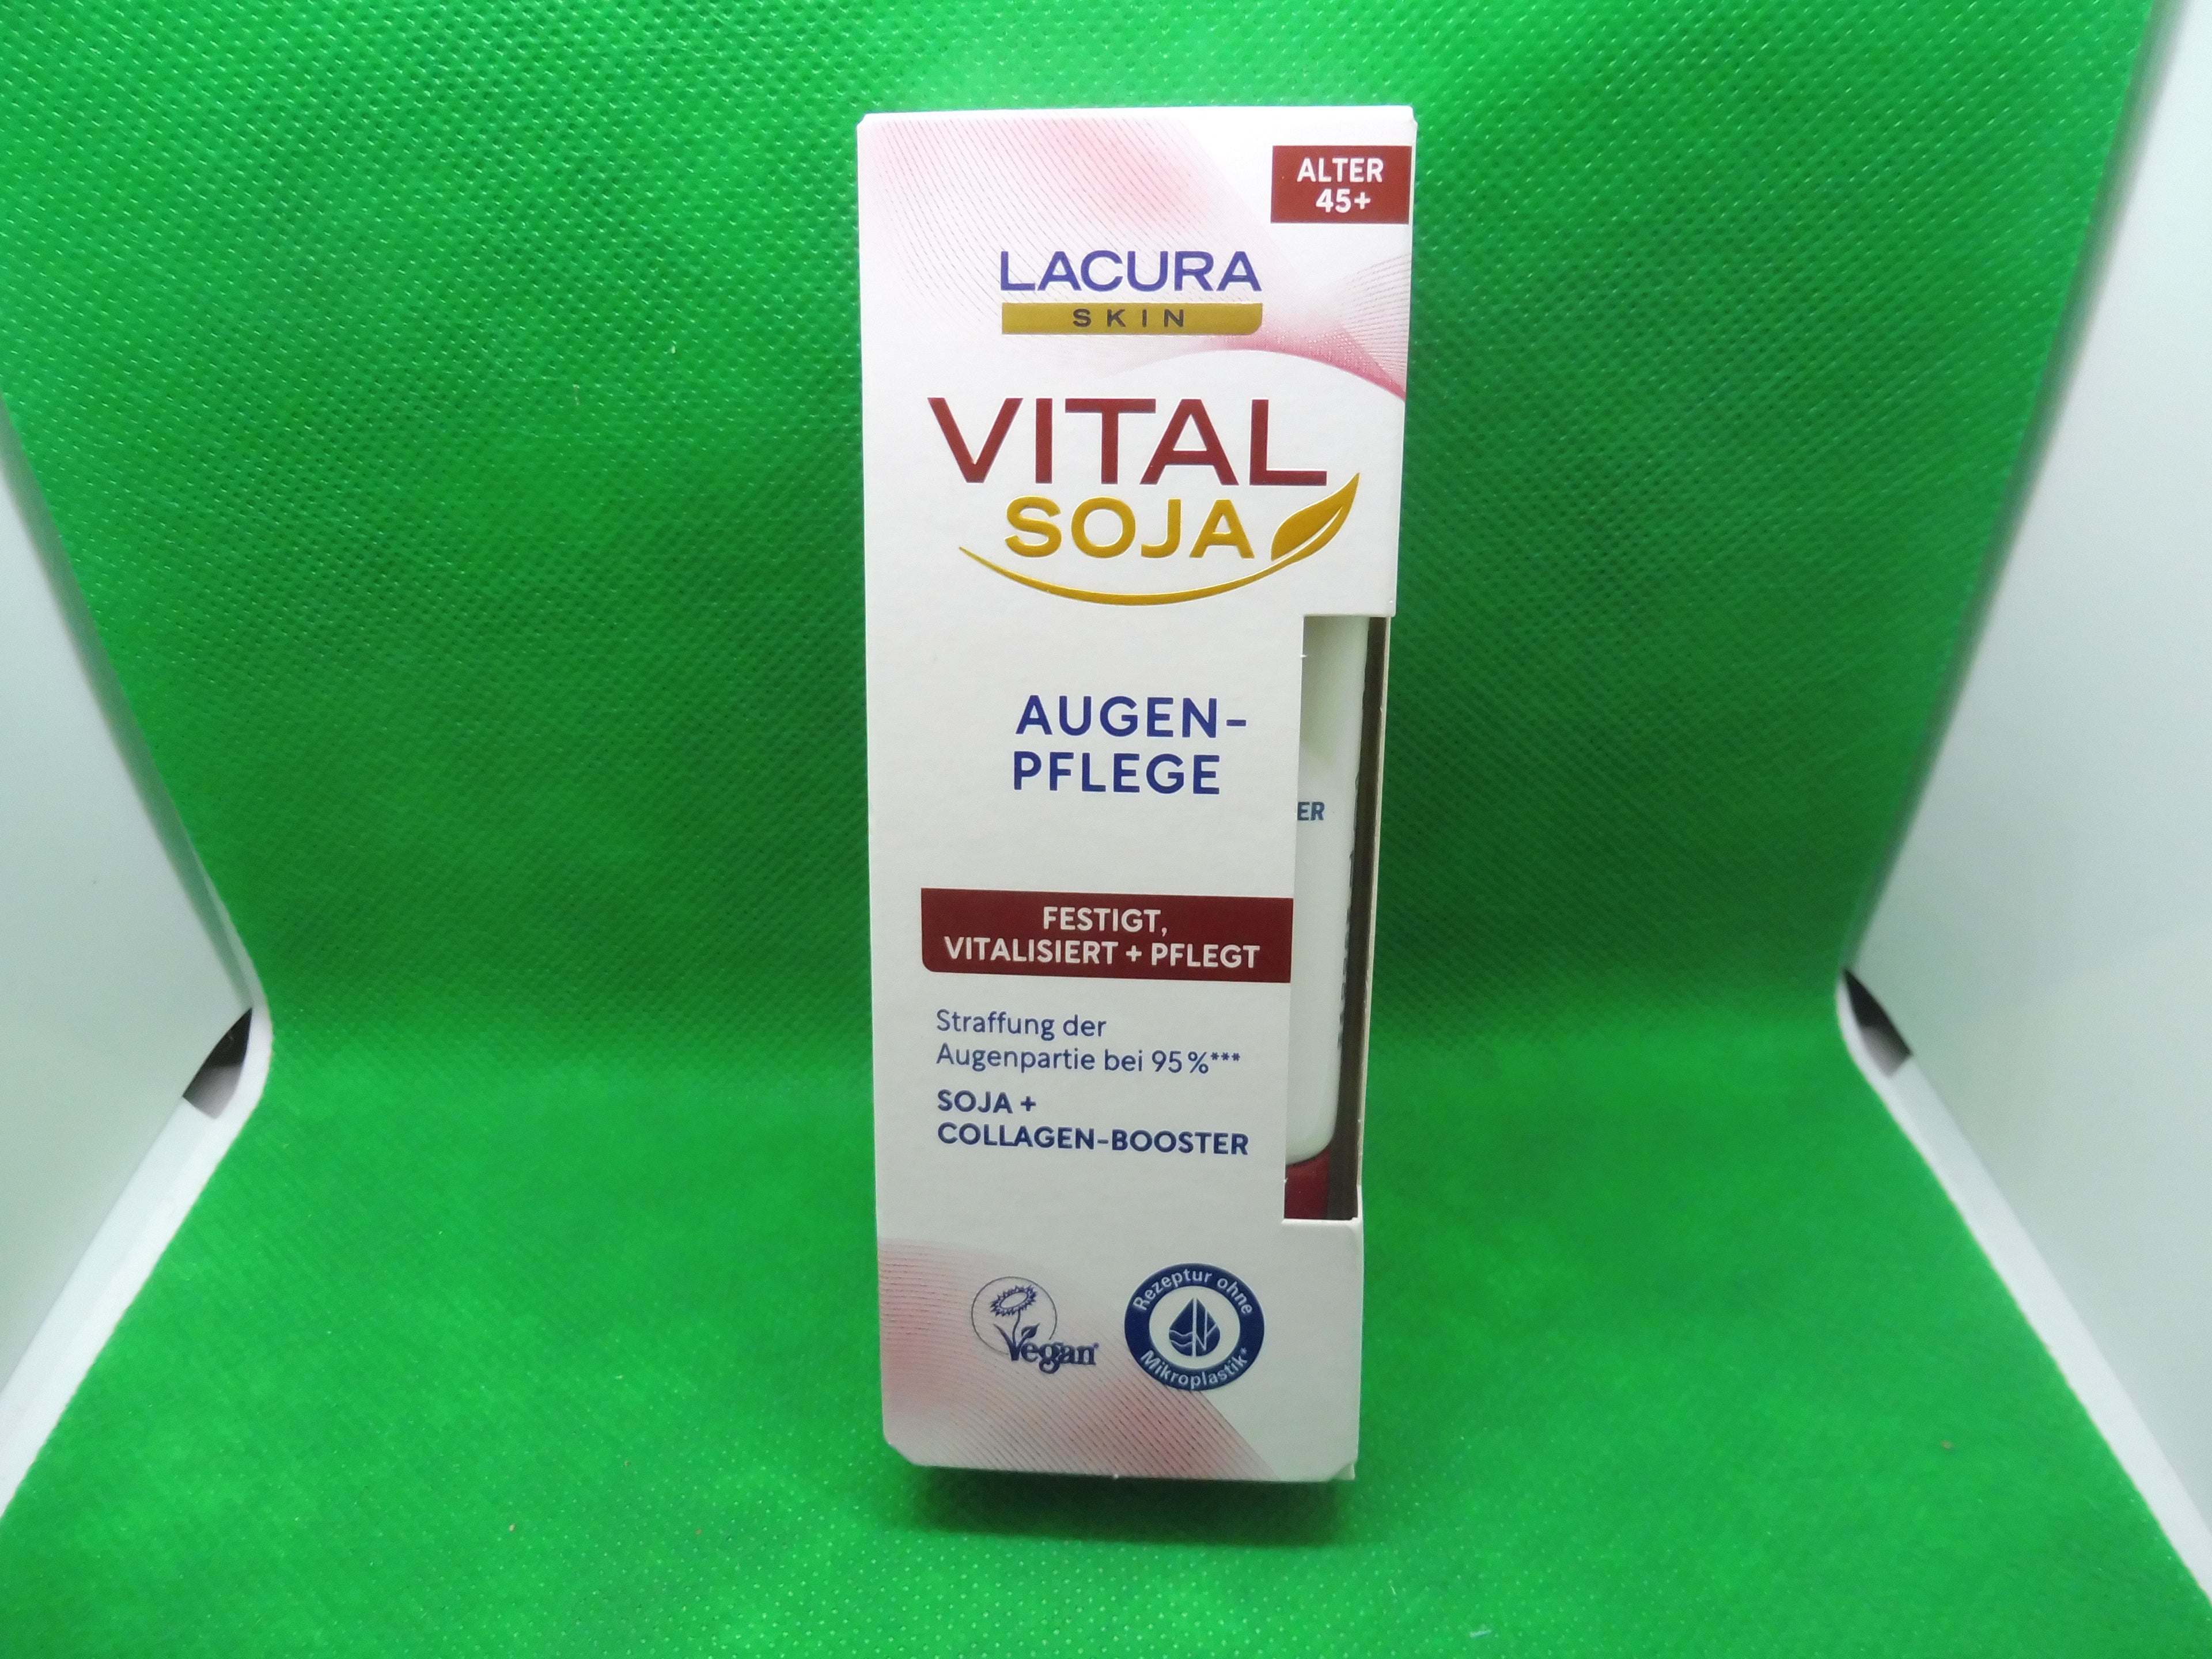 ALTER
45+
LACURA
SKIN
VITAL
SOJA
AUGEN-
PFLEGE
ER
FESTIGT,
VITALISIERT + PFLEGT
Straffung der
Augenpartie bei 95 %***
SOJA +
COLLAGEN-BOOSTER
Vegan
Rezeptur ohne
Mikroplastik*